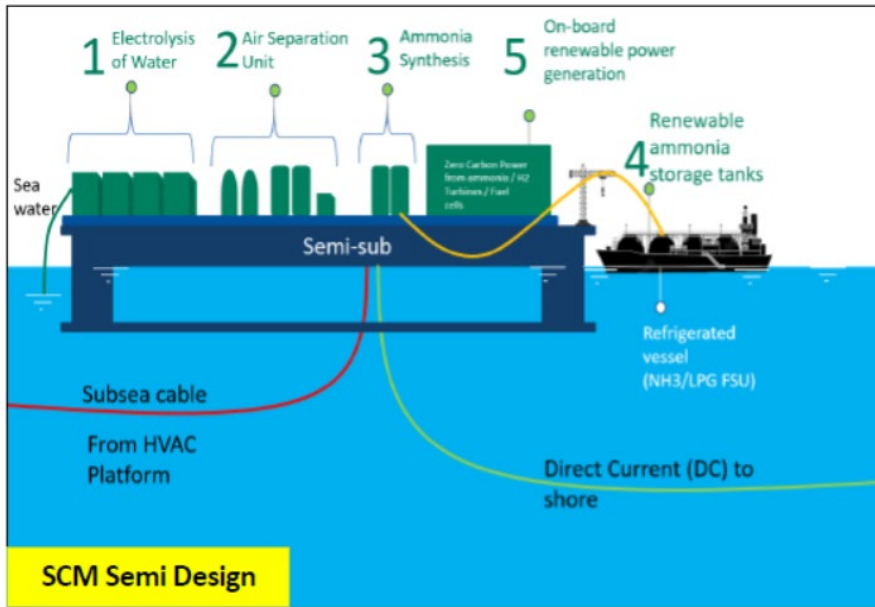 1 Electrolysis
of Water
2 Air Separation
Unit
3 Ammonia
Synthesis
5 On-board
renewable power
generation
4 Renewable
ammonia
storage tanks
Sea
water
Zero Carbon Power
from ammonia / H2
Turbines / Fuel
cells
Semi-sub
Refrigerated
vessel
(NH3/LPG FSU)
Subsea cable
From HVAC
Platform
Direct Current (DC) to
shore
SCM Semi Design